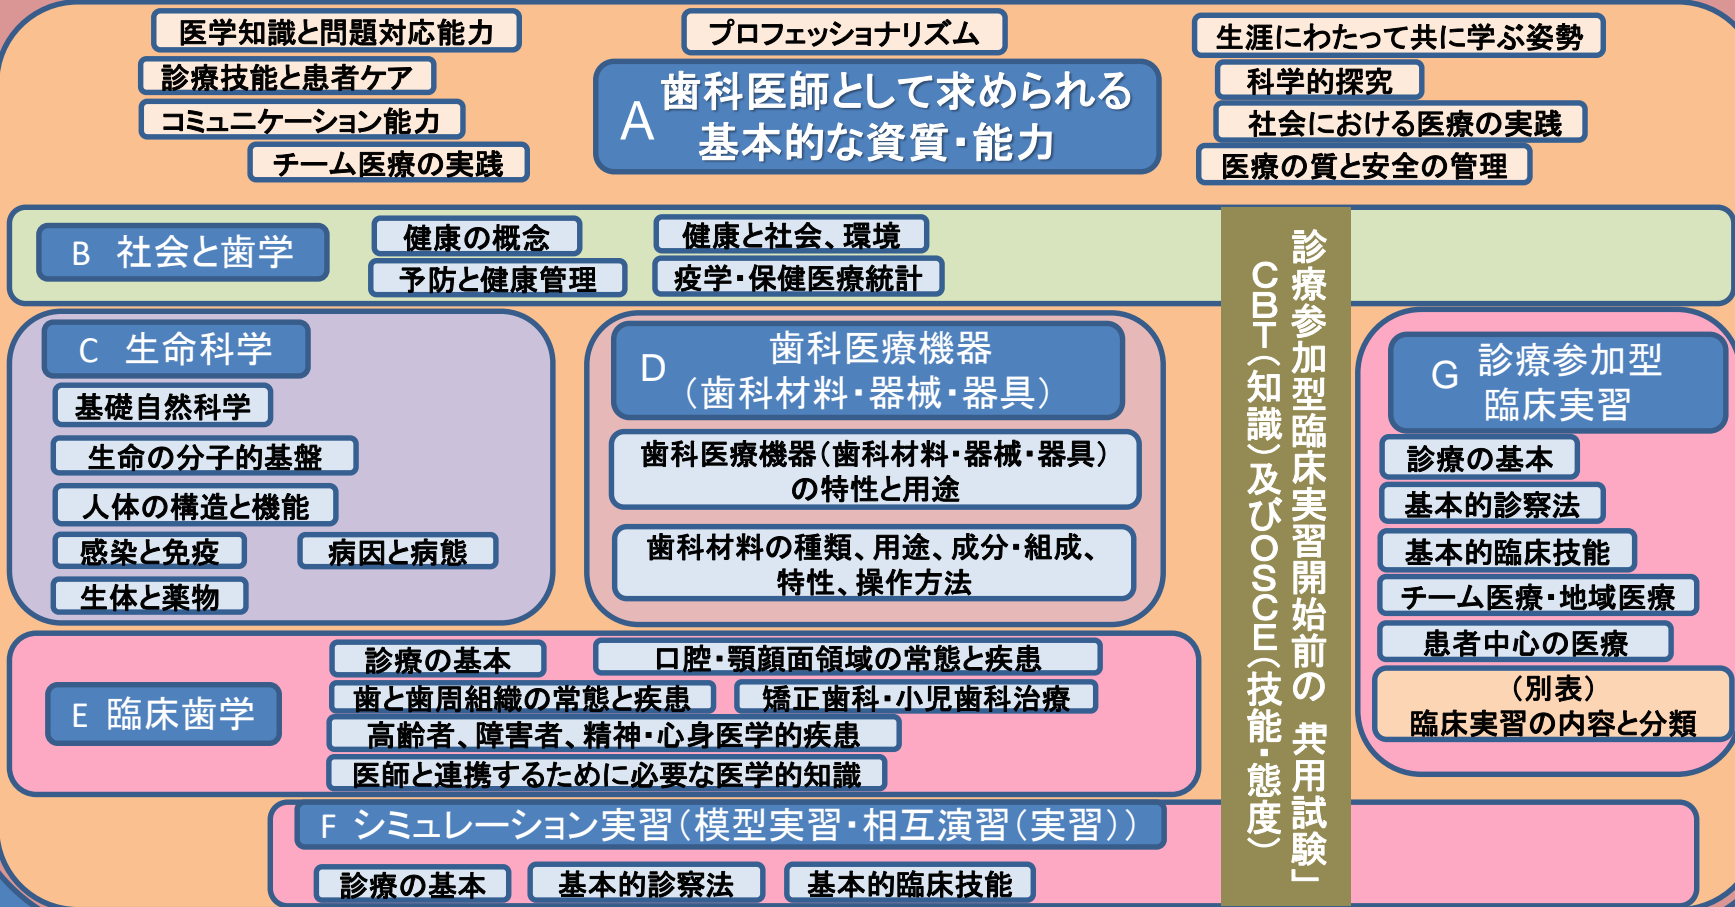 医学知識と問題対応能力
診療技能と患者ケア
コミュニケーション能力
チーム医療の実践
プロフェッショナリズム
A 歯科医師として求められる
基本的な資質・能力
生涯にわたって共に学ぶ姿勢
科学的探究
社会における医療の実践
医療の質と安全の管理
B 社会と歯学
健康の概念
健康と社会、環境
予防と健康管理
疫学・保健医療統計
C 生命科学
基礎自然科学
生命の分子的基盤
人体の構造と機能
感染と免疫
病因と病態
生体と薬物
D 歯科医療機器
（歯科材料・器械・器具）
歯科医療機器（歯科材料・器械・器具）
の特性と用途
歯科材料の種類、用途、成分・組成、
特性、操作方法
E 臨床歯学
診療の基本
口腔・顎顔面領域の常態と疾患
歯と歯周組織の常態と疾患
矯正歯科・小児歯科治療
高齢者、障害者、精神・心身医学的疾患
医師と連携するために必要な医学的知識
F シミュレーション実習（模型実習・相互演習（実習））
診療の基本
基本的診察法
基本的臨床技能
診療参加型臨床実習開始前の 共用試験」
ＣＢＴ（知識）及びＯＳＣＥ（技能・態度）
G 診療参加型
臨床実習
診療の基本
基本的診察法
基本的臨床技能
チーム医療・地域医療
患者中心の医療
（別表）
臨床実習の内容と分類